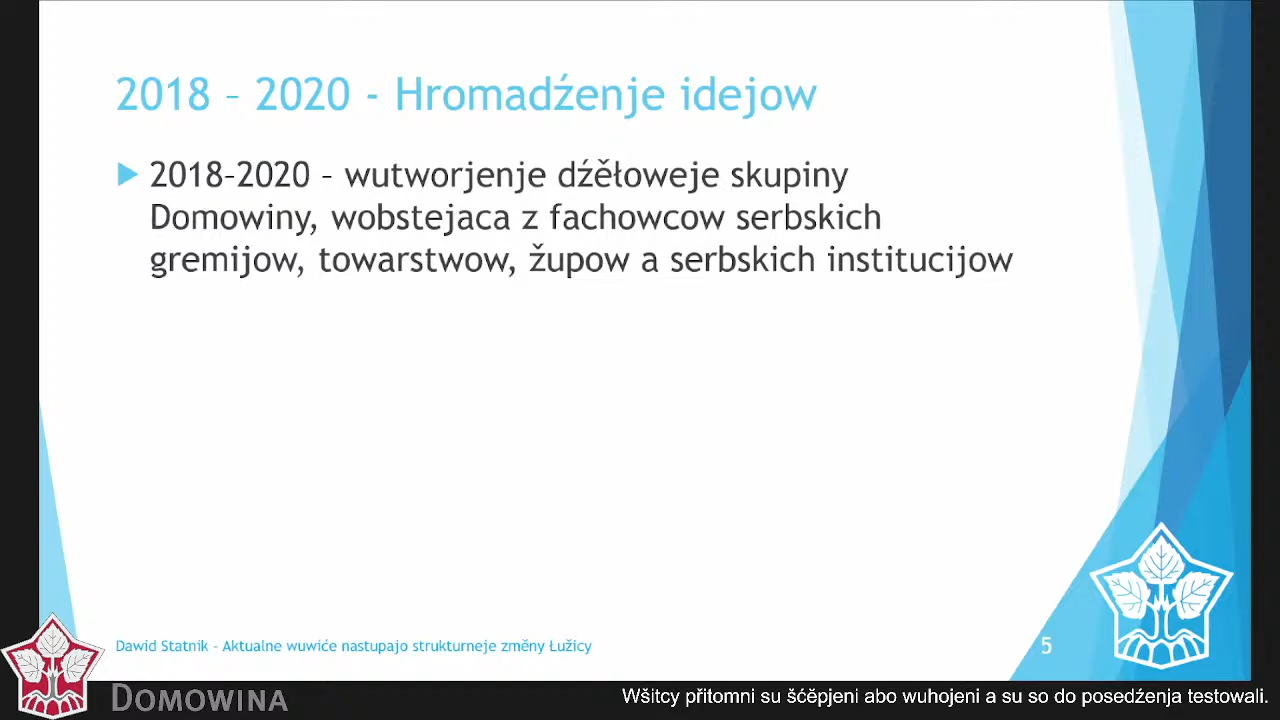 2018 – 2020 - Hromadźenje idejow
2018–2020 – wutworjenje dźěłoweje skupiny
Domowiny, wobstejaca z fachowcow serbskich
gremijow, towarstwow, župow a serbskich institucijow
Dawid Statnik - Aktualne wuwiće nastupajo strukturneje změny Łužicy
5
DOMOWINA
Wšitcy přitomni su šćěpjeni abo wuhojeni a su so do posedźenja testowali.